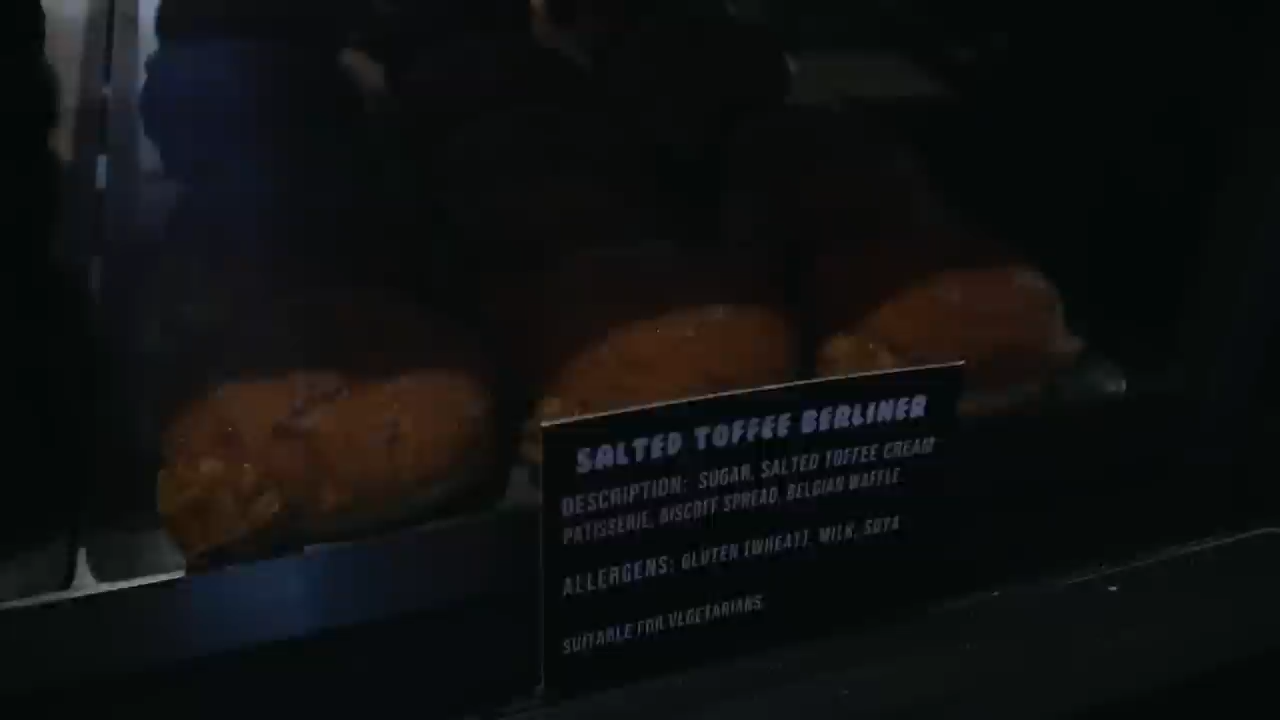 SALTED TOFFEE BERLINER
DESCRIPTION: SUGAR, SALTED TOFFEE CREAM
PATISSERIE, BISCOFF SPREAD, BELGIAN WAFFLE.
ALLERGENS: GLUTEN (WHEAT), MILK, SOYA
SUITABLE FOR VEGETARIANS